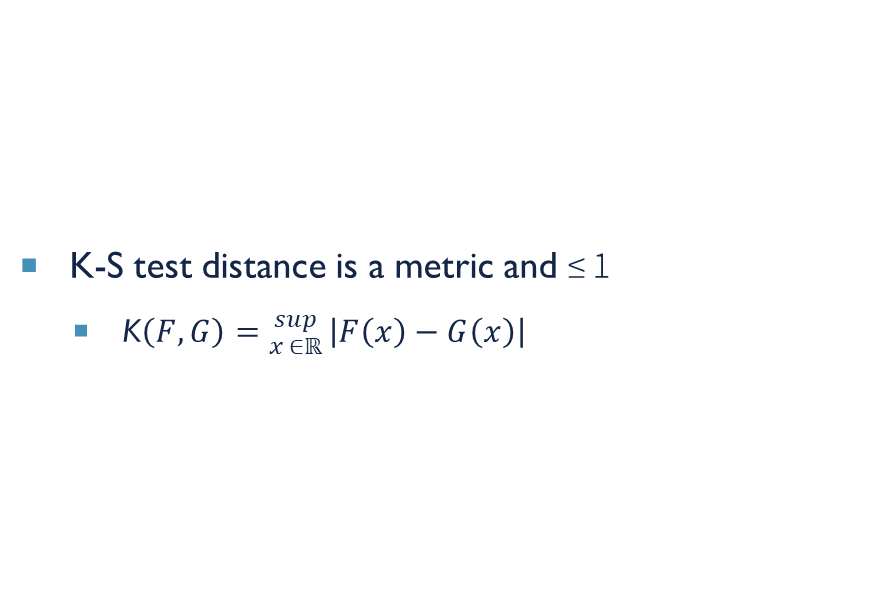 K-S test distance is a metric and ≤ 1
K(F, G) = sup x ∈ℝ |F(x) − G(x)|